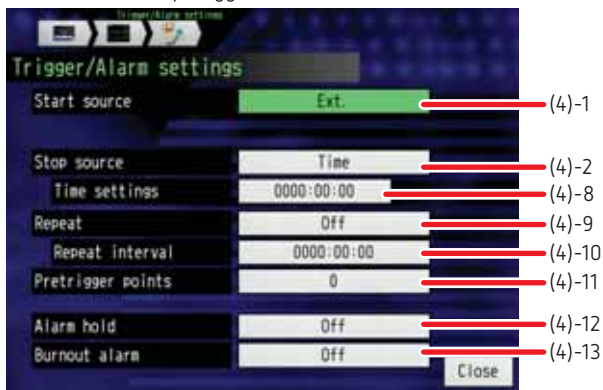 Trigger/Alarm settings
Trigger/Alarm settings
Start source Ext. (4)-1
Stop source Time (4)-2
Time settings 0000:00:00 (4)-8
Repeat Off (4)-9
Repeat interval 0000:00:00 (4)-10
Pretrigger points 0 (4)-11
Alarm hold Off (4)-12
Burnout alarm Off (4)-13
Close